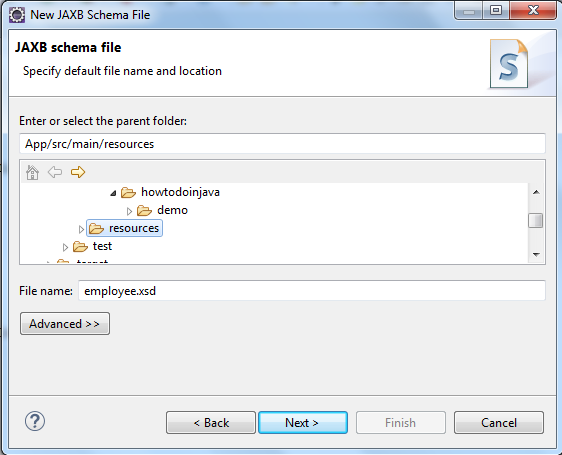 New JAXB Schema File
JAXB schema file
Specify default file name and location
Enter or select the parent folder:
App/src/main/resources
howtodoinjava
demo
resources
test
target
File name: employee.xsd
Advanced >>
< Back Next > Finish Cancel